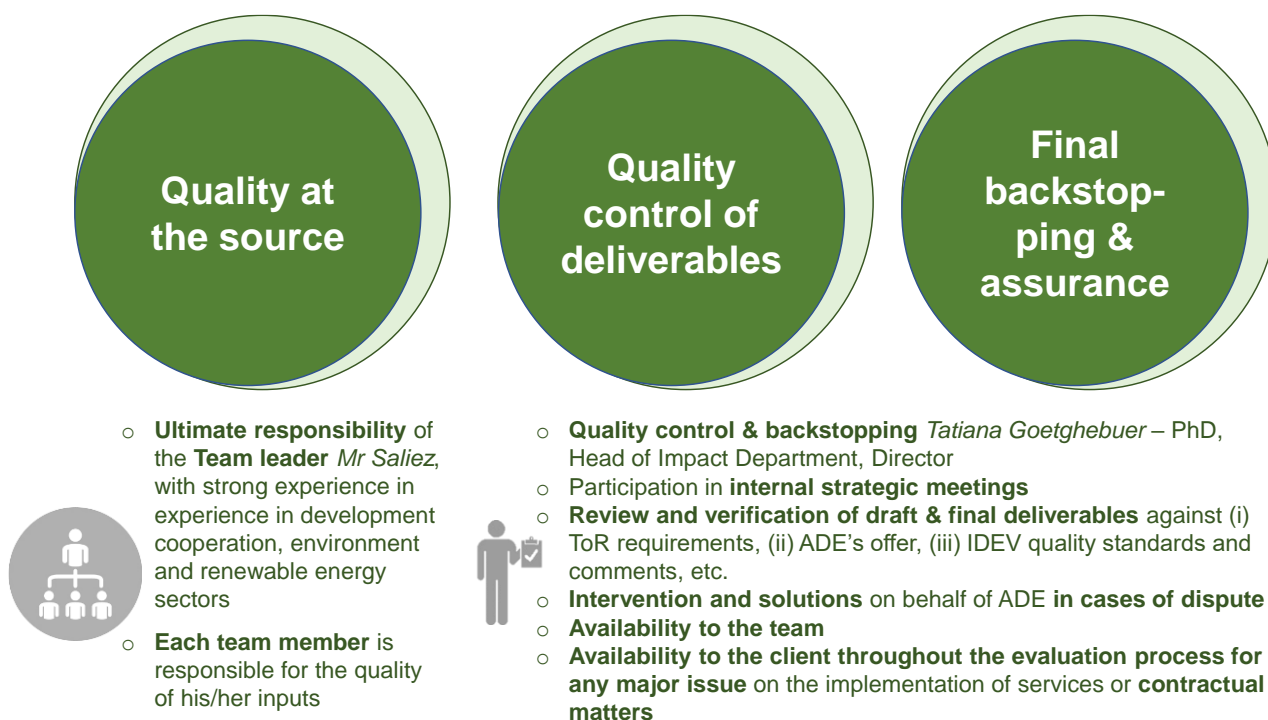 Quality at
the source
Quality
control of
deliverables
Final
backstop-
ping &
assurance
o Ultimate responsibility of
the Team leader Mr Saliez,
with strong experience in
experience in development
cooperation, environment
and renewable energy
sectors
o Each team member is
responsible for the quality
of his/her inputs
o Quality control & backstopping Tatiana Goetghebuer – PhD,
Head of Impact Department, Director
o Participation in internal strategic meetings
o Review and verification of draft & final deliverables against (i)
ToR requirements, (ii) ADE’s offer, (iii) IDEV quality standards and
comments, etc.
o Intervention and solutions on behalf of ADE in cases of dispute
o Availability to the team
o Availability to the client throughout the evaluation process for
any major issue on the implementation of services or contractual
matters